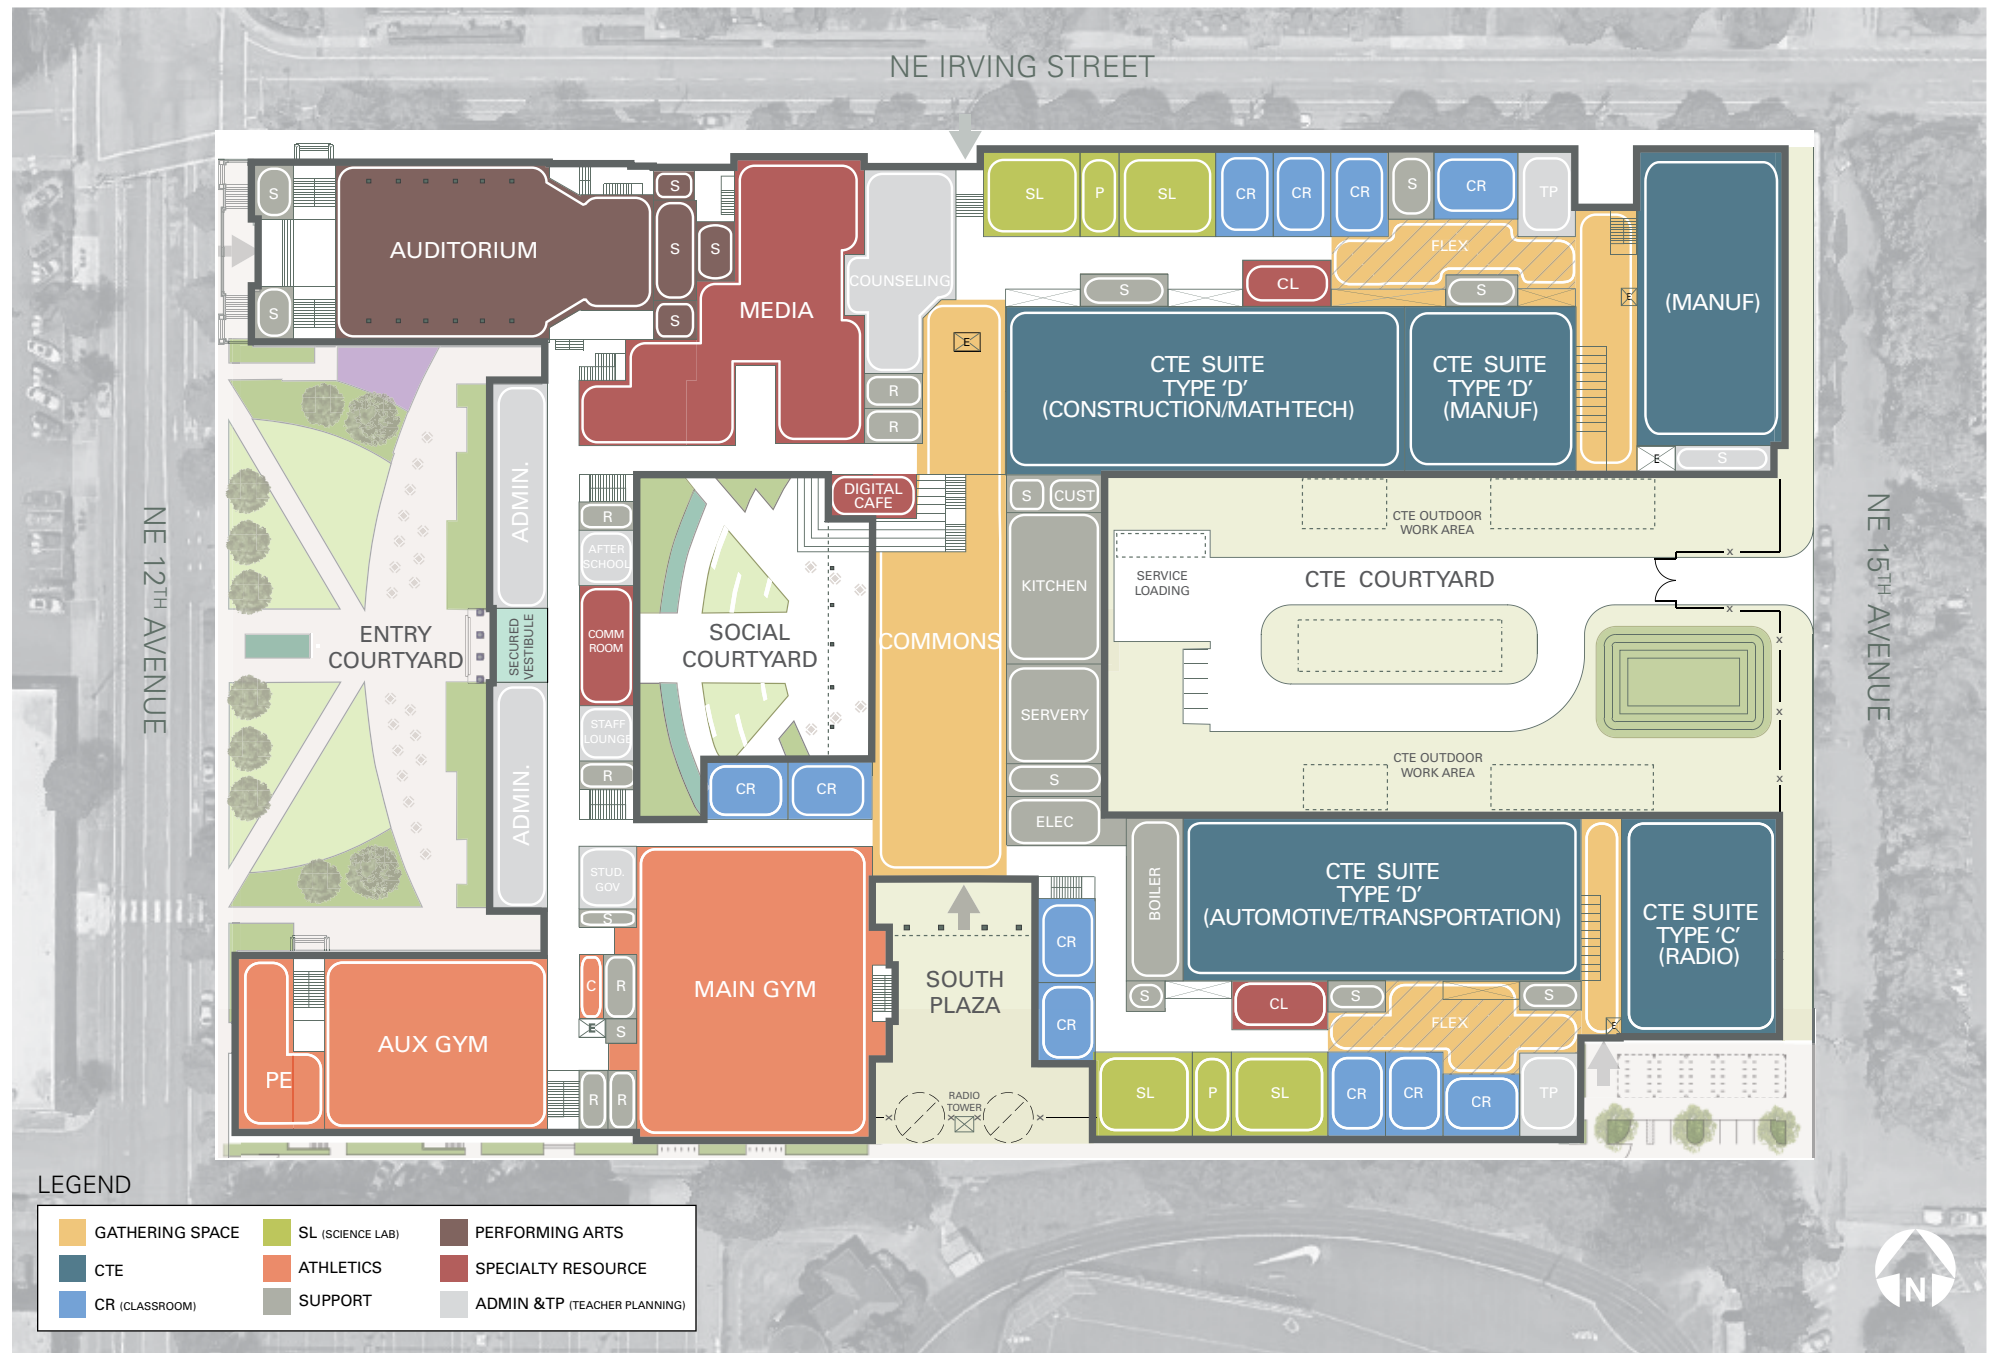 NE IRVING STREET
S
AUDITORIUM
S
S
S
S
S
MEDIA
COUNSELING
R
R
SL
P
SL
CR
CR
CR
S
CR
TP
FLEX
S
CL
S
E
E
(MANUF)
CTE SUITE
TYPE ‘D’
(CONSTRUCTION/MATH TECH)
CTE SUITE
TYPE ‘D’
(MANUF)
E
S
ADMIN.
R
AFTER
SCHOOL
COMM
ROOM
STAFF
LOUNGE
R
DIGITAL
CAFE
S
CUST
KITCHEN
SERVERY
S
ELEC
COMMONS
SOCIAL
COURTYARD
CR
CR
ENTRY
COURTYARD
SECURED
VESTIBULE
ADMIN.
NE 12TH AVENUE
NE 15TH AVENUE
CTE OUTDOOR
WORK AREA
SERVICE
LOADING
CTE COURTYARD
x
x
x
x
x
CTE OUTDOOR
WORK AREA
STUD.
GOV
S
C
R
E
S
R
R
MAIN GYM
AUX GYM
PE
SOUTH
PLAZA
RADIO
TOWER
x
x
x
x
CR
CR
BOILER
CTE SUITE
TYPE ‘D’
(AUTOMOTIVE/TRANSPORTATION)
CTE SUITE
TYPE ‘C’
(RADIO)
S
CL
S
S
FLEX
E
SL
P
SL
CR
CR
CR
TP
LEGEND
GATHERING SPACE
SL (SCIENCE LAB)
PERFORMING ARTS
CTE
ATHLETICS
SPECIALTY RESOURCE
CR (CLASSROOM)
SUPPORT
ADMIN &TP (TEACHER PLANNING)
N